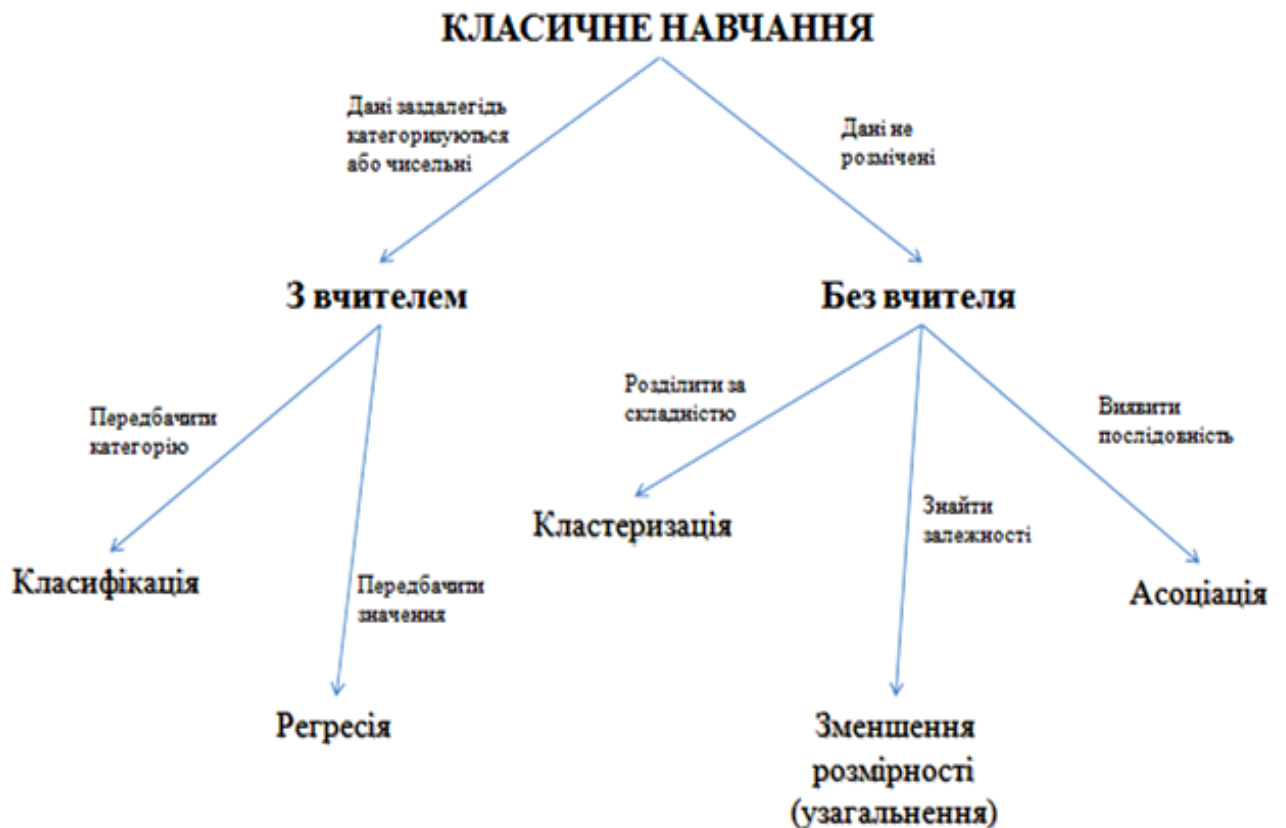 КЛАСИЧНЕ НАВЧАННЯ
Дані заздалегідь
категоризуються
або чисельні
Дані не
розмічені
З вчителем
Без вчителя
Передбачити
категорію
Розділити за
складністю
Виявити
послідовність
Класифікація
Передбачити
значення
Кластеризація
Знайти
залежності
Асоціація
Регресія
Зменшення
розмірності
(узагальнення)